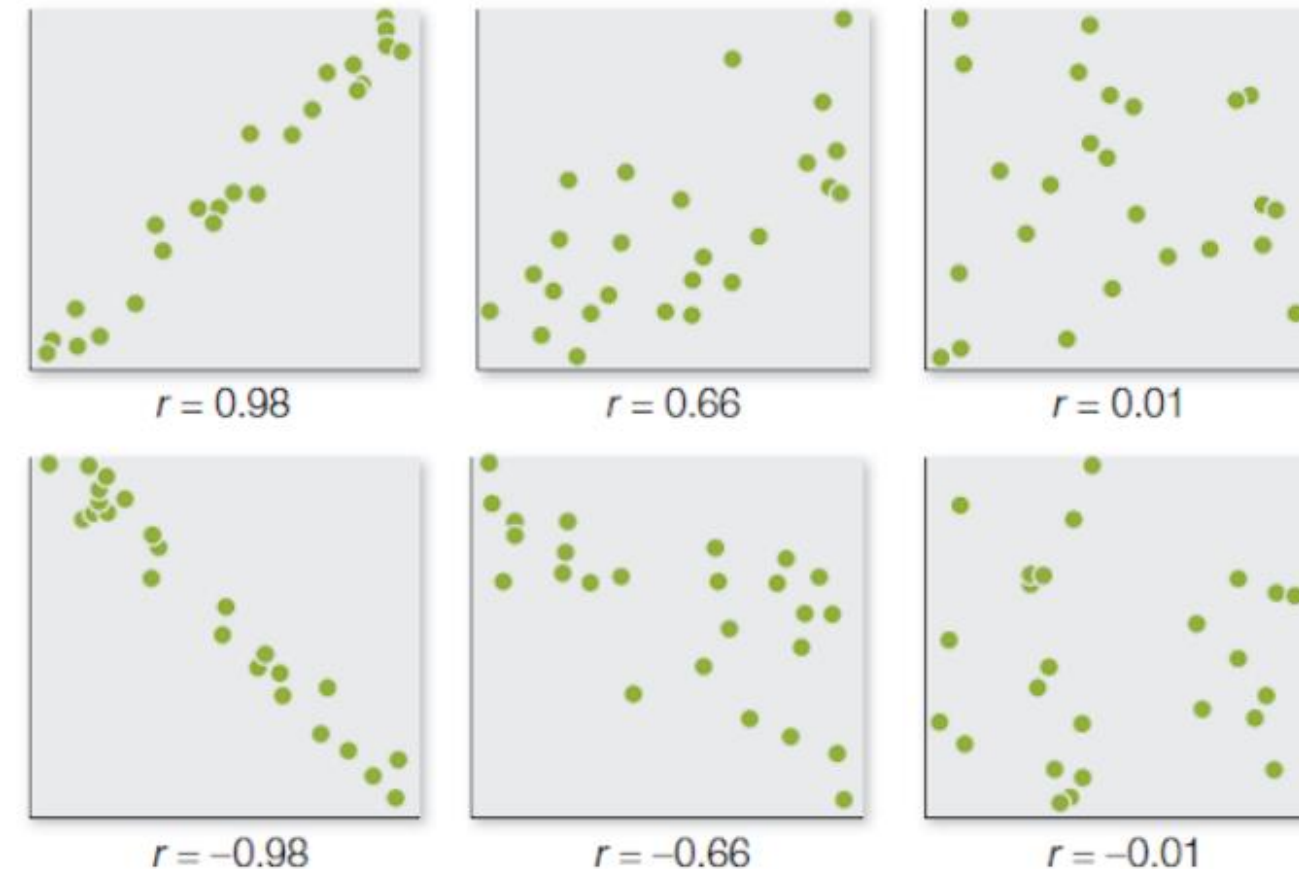 r = 0.98
r = 0.66
r = 0.01
r = −0.98
r = −0.66
r = −0.01